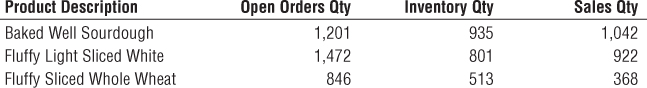 Product Description Open Orders Qty Inventory Qty Sales Qty
Baked Well Sourdough 1,201 935 1,042
Fluffy Light Sliced White 1,472 801 922
Fluffy Sliced Whole Wheat 846 513 368